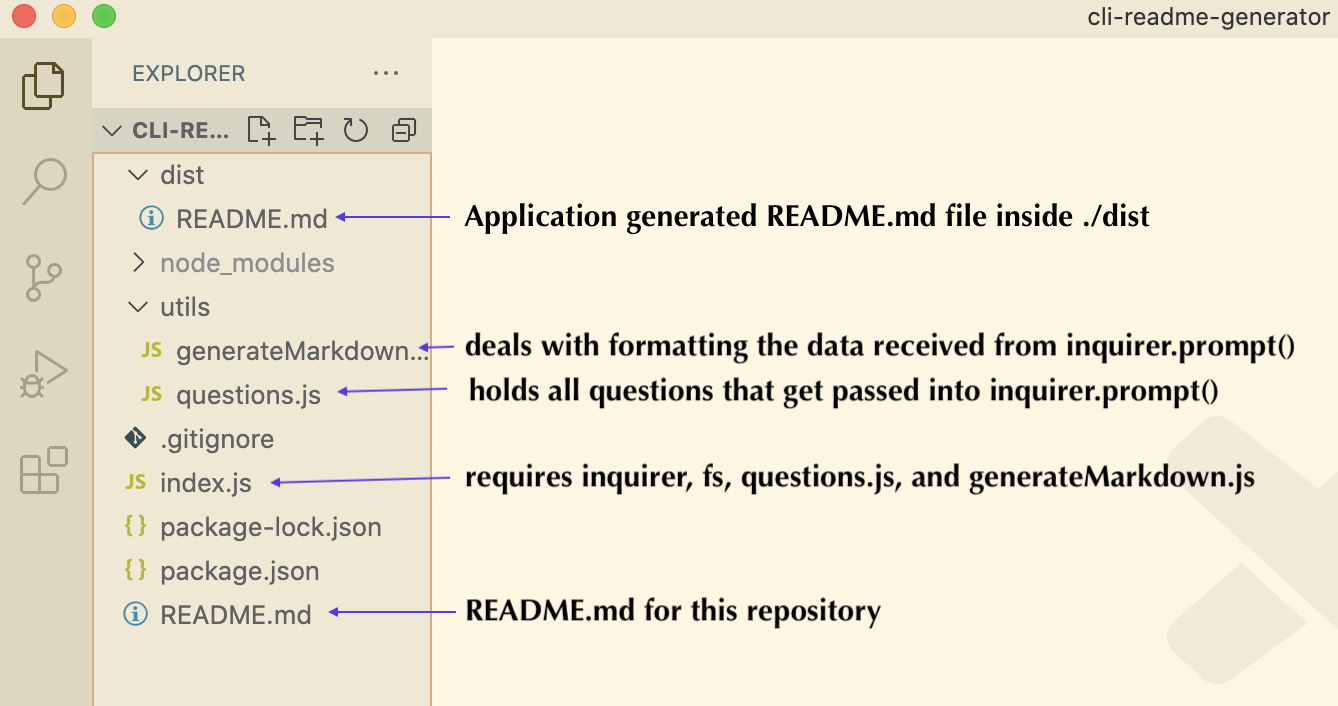 cli-readme-generator
EXPLORER ...
CLI-RE...
dist
README.md Application generated README.md file inside ./dist
node_modules
utils
JS generateMarkdown... deals with formatting the data received from inquirer.prompt()
JS questions.js holds all questions that get passed into inquirer.prompt()
.gitignore
JS index.js requires inquirer, fs, questions.js, and generateMarkdown.js
{} package-lock.json
{} package.json
README.md README.md for this repository